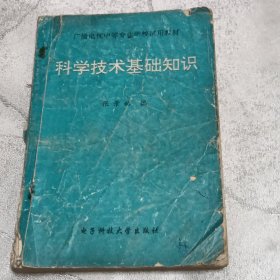 广播电视中等专业学校试用教材
科学技术基础知识
电子科技大学出版社